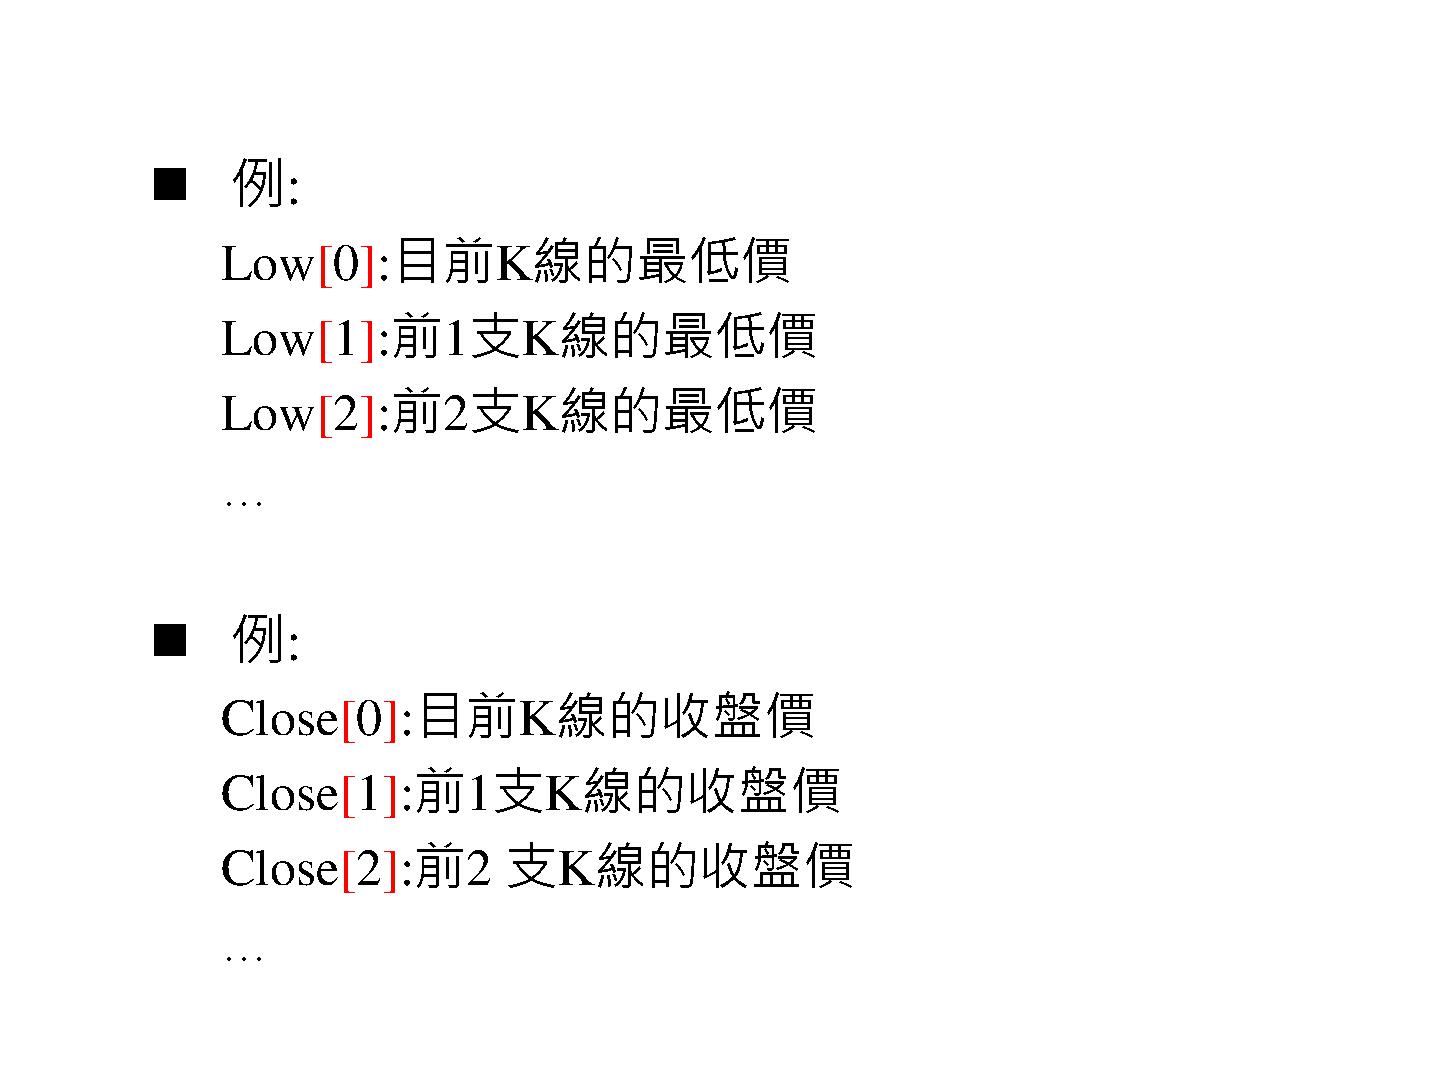 ■ 例:
Low[0]:目前K線的最低價
Low[1]:前1支K線的最低價
Low[2]:前2支K線的最低價
…
■ 例:
Close[0]:目前K線的收盤價
Close[1]:前1支K線的收盤價
Close[2]:前2 支K線的收盤價
…